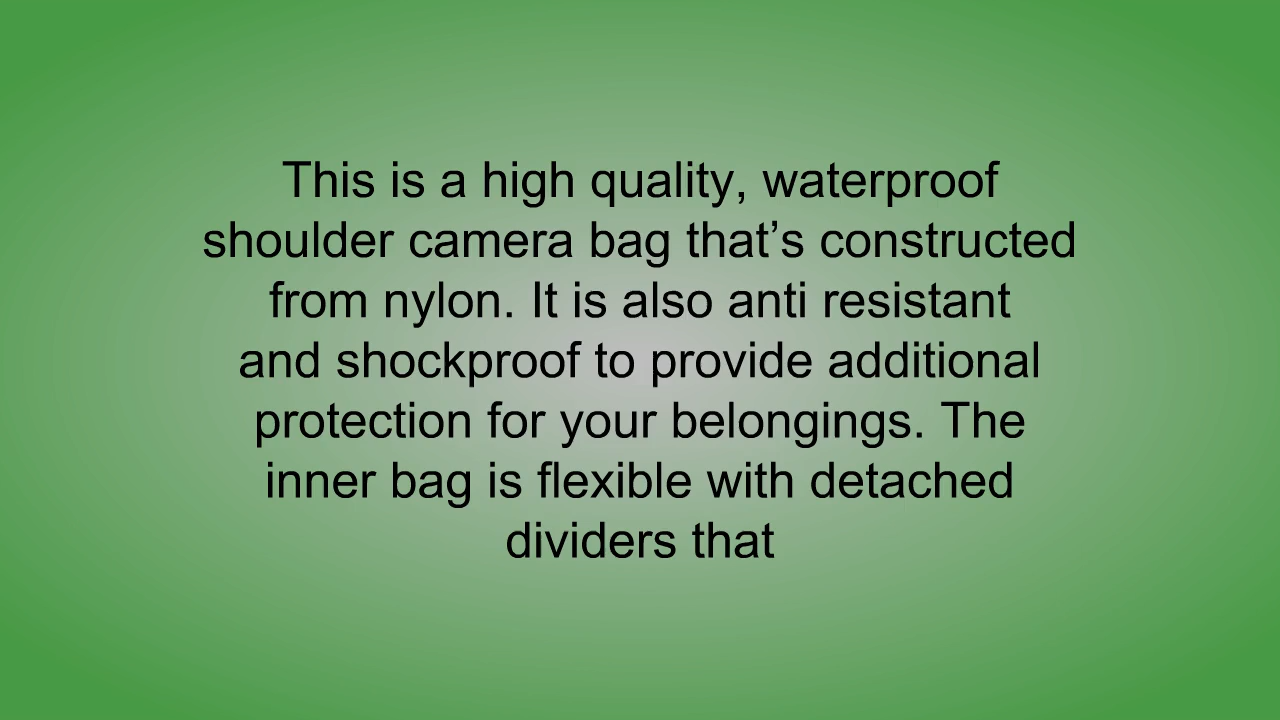 This is a high quality, waterproof
shoulder camera bag that’s constructed
from nylon. It is also anti resistant
and shockproof to provide additional
protection for your belongings. The
inner bag is flexible with detached
dividers that